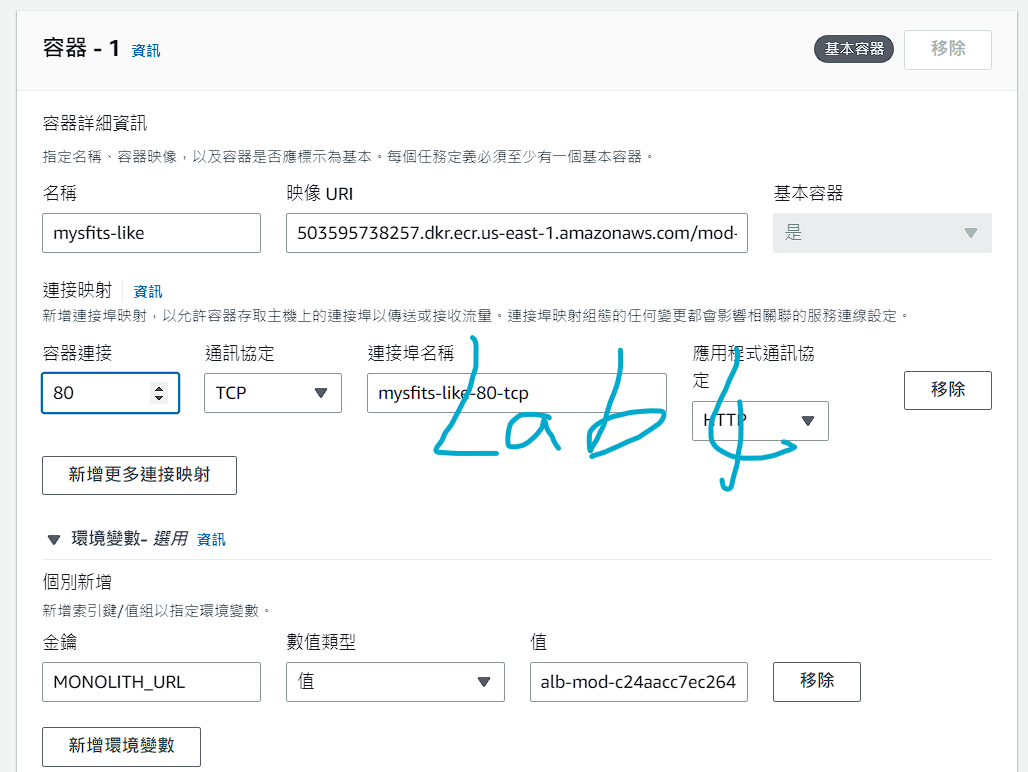 容器 - 1 資訊 基本容器 移除
容器詳細資訊
指定名稱、容器映像，以及容器是否應標示為基本。每個任務定義必須至少有一個基本容器。
名稱 映像 URI 基本容器
mysfits-like 503595738257.dkr.ecr.us-east-1.amazonaws.com/mod- 是
連接映射 資訊
新增連接埠映射，以允許容器存取主機上的連接埠以傳送或接收流量。連接埠映射組態的任何變更都會影響相關聯的服務連線設定。
容器連接 通訊協定 連接埠名稱 應用程式通訊協
定
80 TCP mysfits-like-80-tcp HTTP 移除
Lab 4
新增更多連接映射
環境變數- 選用 資訊
個別新增
新增索引鍵/值組以指定環境變數。
金鑰 數值類型 值
MONOLITH_URL 值 alb-mod-c24aacc7ec264 移除
新增環境變數